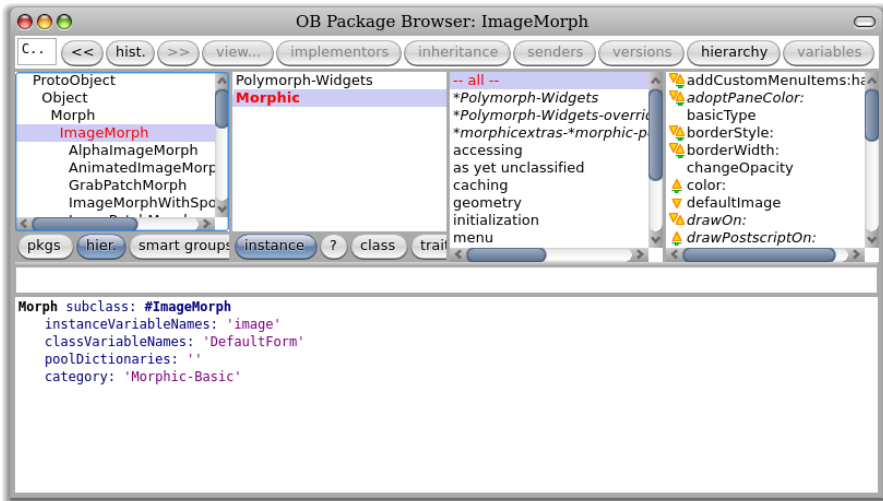 OB Package Browser: ImageMorph
C.. << hist. >> view... implementors inheritance senders versions hierarchy variables
ProtoObject
Object
Morph
ImageMorph
AlphaImageMorph
AnimatedImageMorp
GrabPatchMorph
ImageMorphWithSpo
pkgs hier. smart groups
Polymorph-Widgets
Morphic
instance ? class trai
-- all --
*Polymorph-Widgets
*Polymorph-Widgets-overrid
*morphicextras-*morphic-p
accessing
as yet unclassified
caching
geometry
initialization
menu
addCustomMenuItems:ha
adoptPaneColor:
basicType
borderStyle:
borderWidth:
changeOpacity
color:
defaultImage
drawOn:
drawPostscriptOn:
Morph subclass: #ImageMorph
instanceVariableNames: 'image'
classVariableNames: 'DefaultForm'
poolDictionaries: ''
category: 'Morphic-Basic'